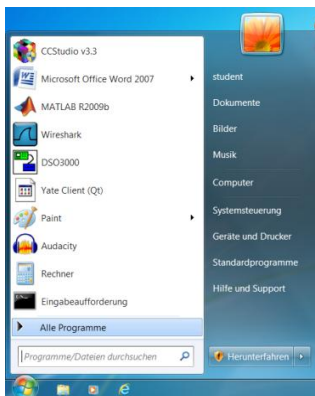 CCStudio v3.3
Microsoft Office Word 2007
MATLAB R2009b
Wireshark
DSO3000
Yate Client (Qt)
Paint
Audacity
Rechner
Eingabeaufforderung
Alle Programme
Programme/Dateien durchsuchen
student
Dokumente
Bilder
Musik
Computer
Systemsteuerung
Geräte und Drucker
Standardprogramme
Hilfe und Support
Herunterfahren